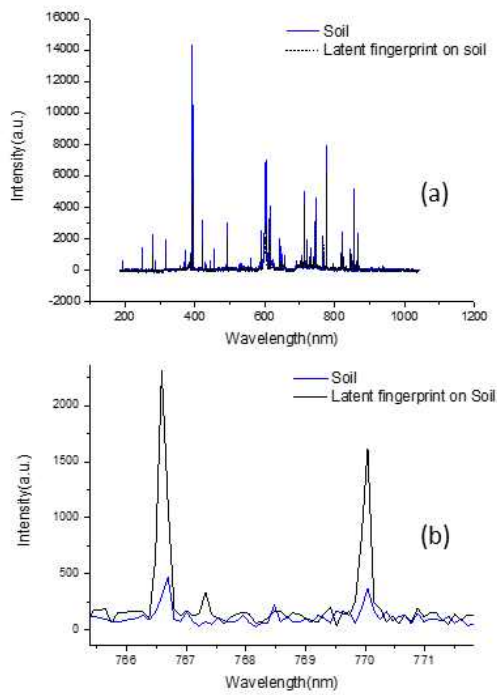 16000
14000
12000
10000
8000
6000
4000
2000
0
-2000
Intensity(a.u.)
Soil
Latent fingerprint on soil
(a)
200 400 600 800 1000 1200
Wavelength(nm)
2000
1500
1000
500
0
Intensity(a.u.)
Soil
Latent fingerprint on Soil
(b)
766 767 768 769 770 771
Wavelength(nm)